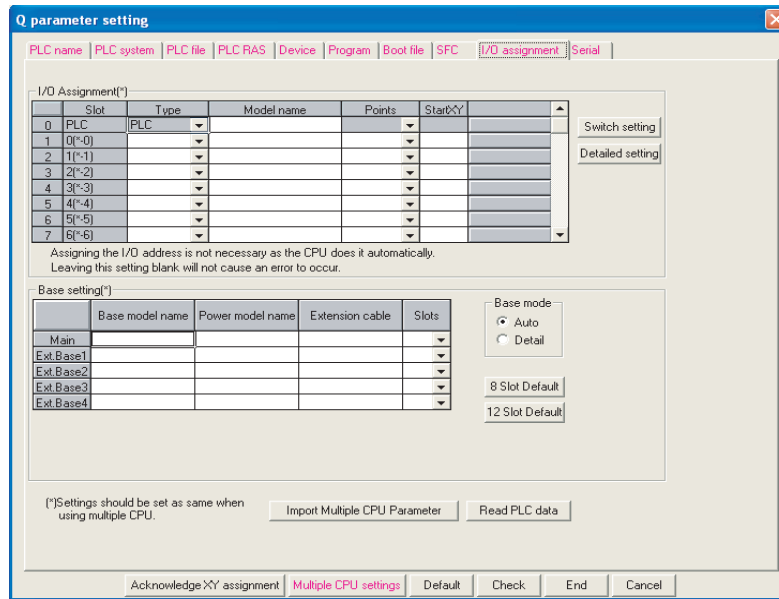 Q parameter setting
PLC name PLC system PLC file PLC RAS Device Program Boot file SFC I/O assignment Serial
I/O Assignment(*)
Slot Type Model name Points StartXY
0 PLC PLC
1 0(*-0)
2 1(*-1)
3 2(*-2)
4 3(*-3)
5 4(*-4)
6 5(*-5)
7 6(*-6)
Switch setting
Detailed setting
Assigning the I/O address is not necessary as the CPU does it automatically.
Leaving this setting blank will not cause an error to occur.
Base setting(*)
Base model name Power model name Extension cable Slots
Main
Ext.Base1
Ext.Base2
Ext.Base3
Ext.Base4
Base mode
Auto
Detail
8 Slot Default
12 Slot Default
(*)Settings should be set as same when
using multiple CPU.
Import Multiple CPU Parameter Read PLC data
Acknowledge XY assignment Multiple CPU settings Default Check End Cancel